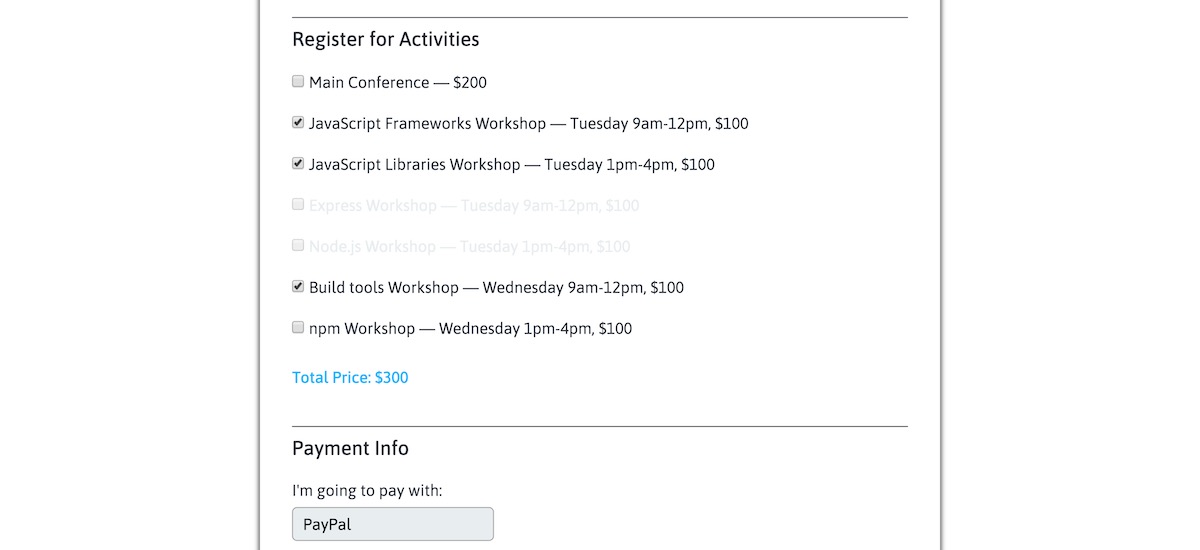 Register for Activities
Main Conference — $200
JavaScript Frameworks Workshop — Tuesday 9am-12pm, $100
JavaScript Libraries Workshop — Tuesday 1pm-4pm, $100
Express Workshop — Tuesday 9am-12pm, $100
Node.js Workshop — Tuesday 1pm-4pm, $100
Build tools Workshop — Wednesday 9am-12pm, $100
npm Workshop — Wednesday 1pm-4pm, $100
Total Price: $300
Payment Info
I'm going to pay with:
PayPal